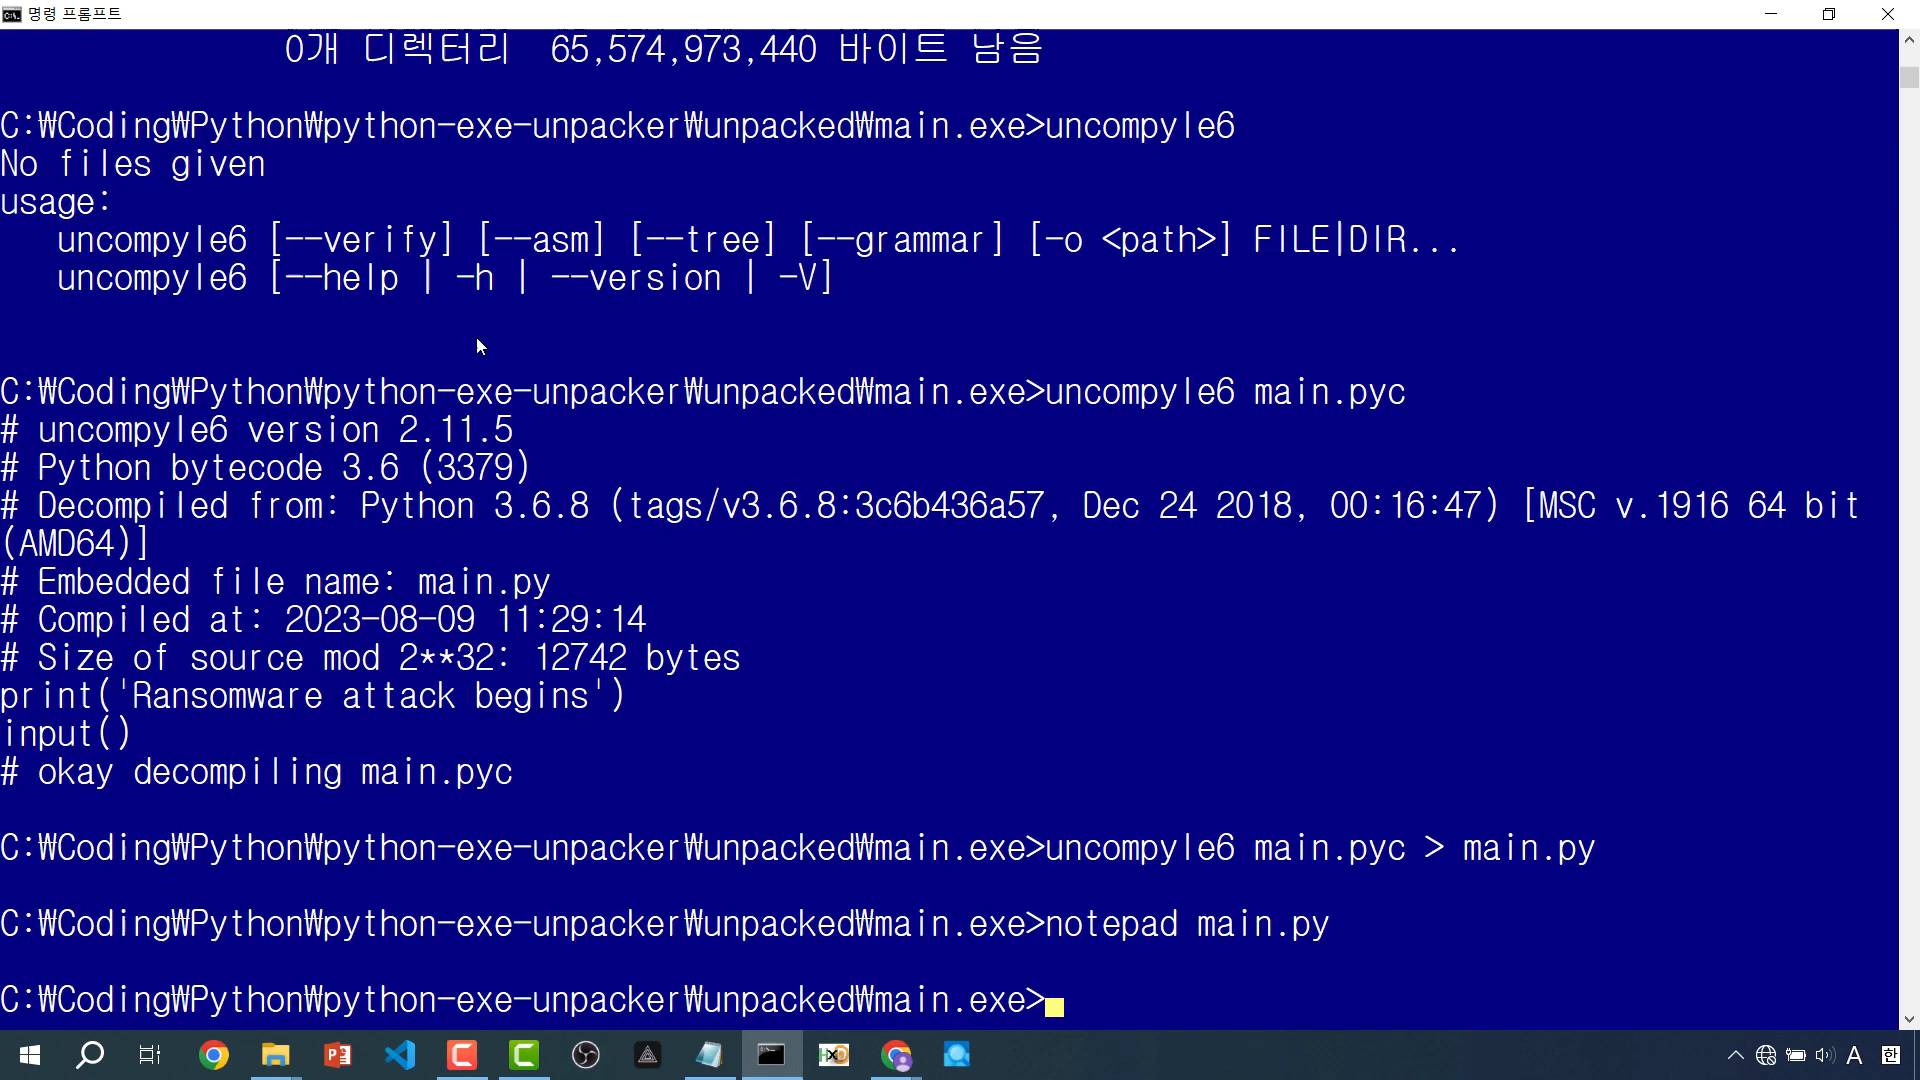 명령 프롬프트
0개 디렉터리  65,574,973,440 바이트 남음
C:₩Coding₩Python₩python-exe-unpacker₩unpacked₩main.exe>uncompyle6
No files given
usage:
   uncompyle6 [--verify] [--asm] [--tree] [--grammar] [-o <path>] FILE|DIR...
   uncompyle6 [--help | -h | --version | -V]
C:₩Coding₩Python₩python-exe-unpacker₩unpacked₩main.exe>uncompyle6 main.pyc
# uncompyle6 version 2.11.5
# Python bytecode 3.6 (3379)
# Decompiled from: Python 3.6.8 (tags/v3.6.8:3c6b436a57, Dec 24 2018, 00:16:47) [MSC v.1916 64 bit
(AMD64)]
# Embedded file name: main.py
# Compiled at: 2023-08-09 11:29:14
# Size of source mod 2**32: 12742 bytes
print('Ransomware attack begins')
input()
# okay decompiling main.pyc
C:₩Coding₩Python₩python-exe-unpacker₩unpacked₩main.exe>uncompyle6 main.pyc > main.py
C:₩Coding₩Python₩python-exe-unpacker₩unpacked₩main.exe>notepad main.py
C:₩Coding₩Python₩python-exe-unpacker₩unpacked₩main.exe>
A 한